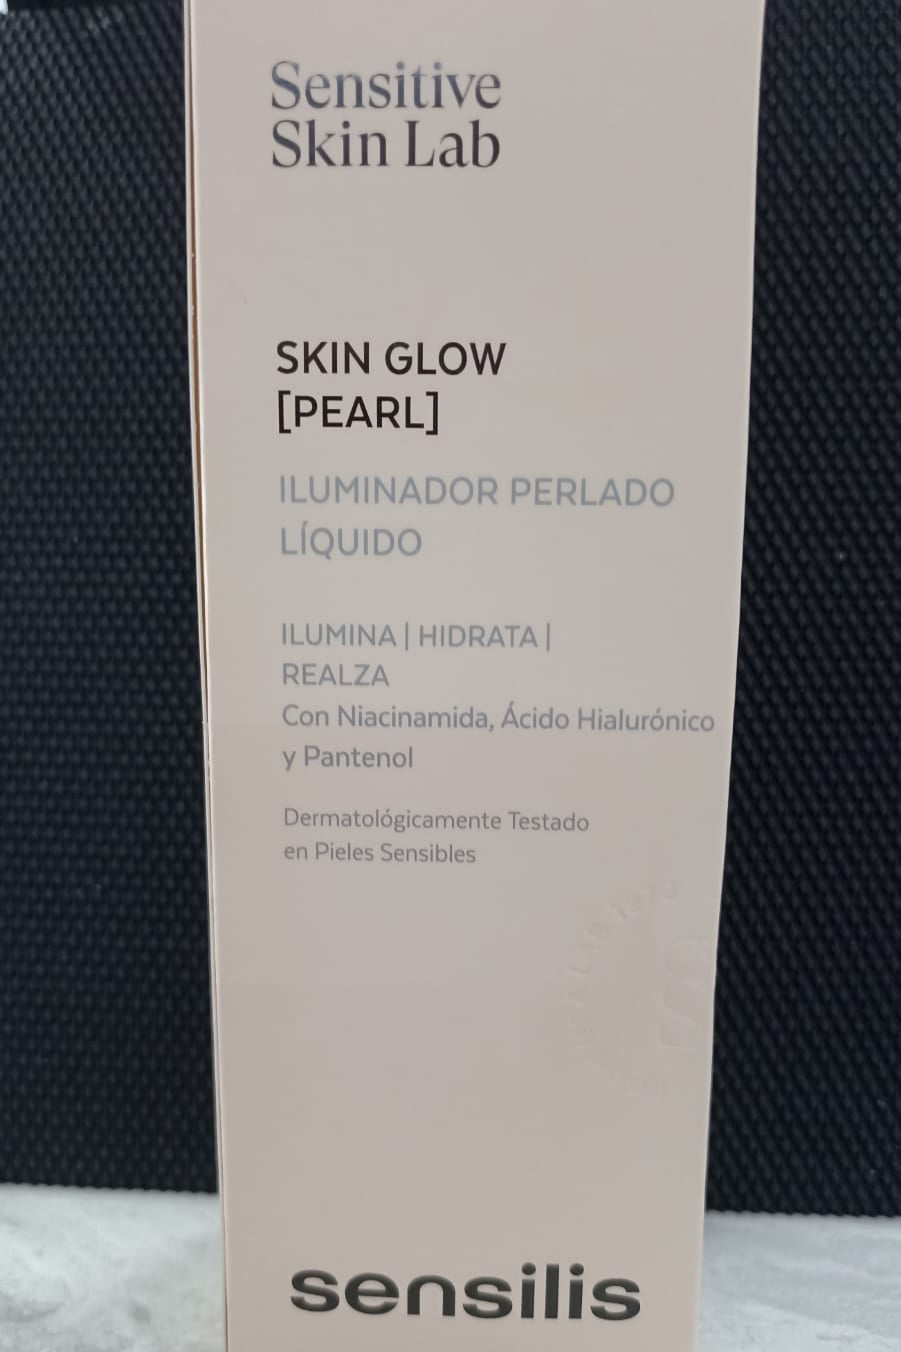 Sensitive
Skin Lab
SKIN GLOW
[PEARL]
ILUMINADOR PERLADO
LÍQUIDO
ILUMINA | HIDRATA |
REALZA
Con Niacinamida, Ácido Hialurónico
y Pantenol
Dermatológicamente Testado
en Pieles Sensibles
sensilis